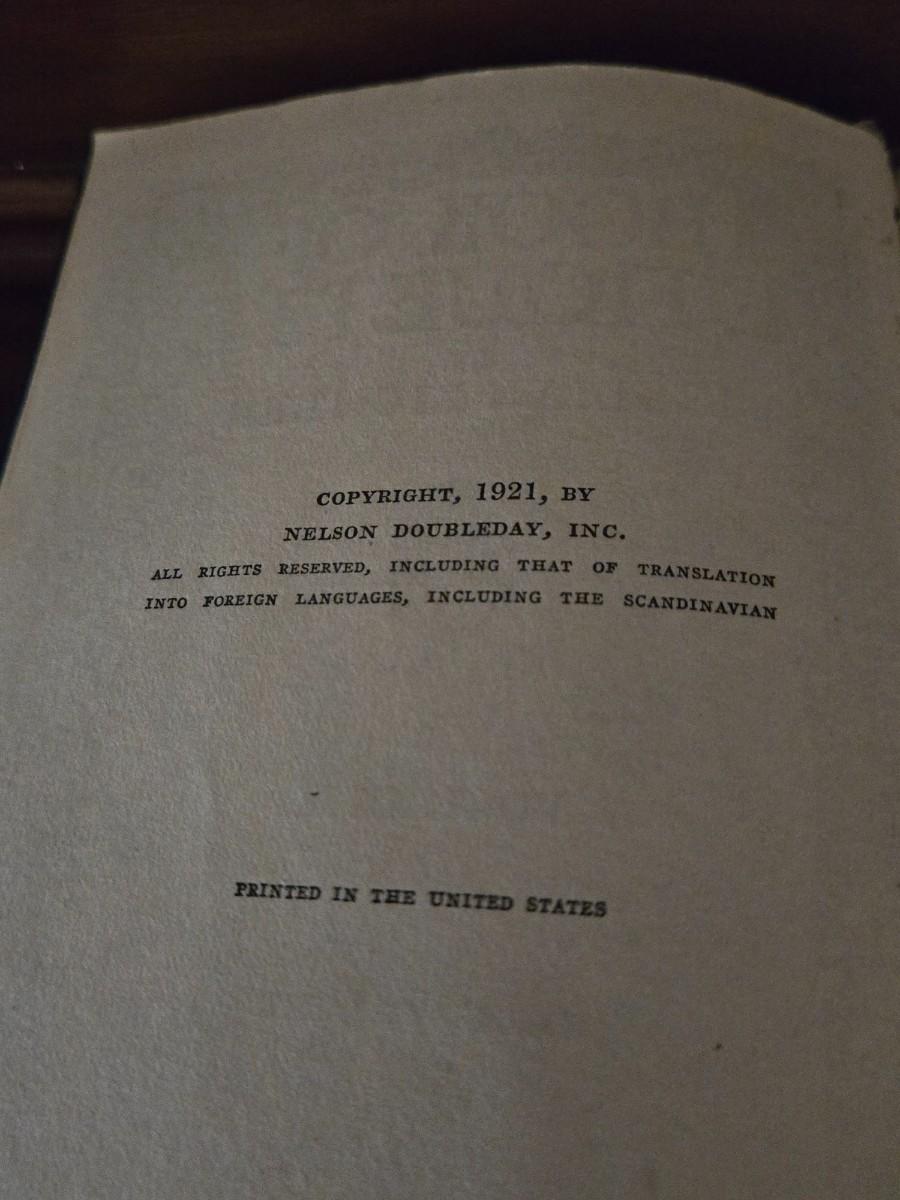 COPYRIGHT, 1921, BY
NELSON DOUBLEDAY, INC.
ALL RIGHTS RESERVED, INCLUDING THAT OF TRANSLATION
INTO FOREIGN LANGUAGES, INCLUDING THE SCANDINAVIAN
PRINTED IN THE UNITED STATES